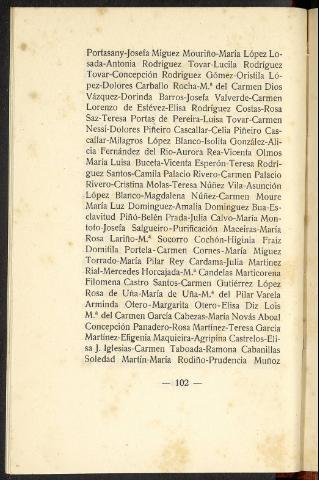 Portasany-Josefa Míguez Mouriño-María López Lo-
sada-Antonia Rodríguez Tovar-Lucila Rodríguez
Tovar-Concepción Rodríguez Gómez-Oristila Ló-
pez-Dolores Carballo Rocha-M.ª del Carmen Dios
Vázquez-Dorinda Barros-Josefa Valverde-Carmen
Lorenzo de Estévez-Elisa Rodríguez Costas-Rosa
Saz-Teresa Portas de Pereira-Luisa Tovar-Carmen
Nessi-Dolores Piñeiro Cascallar-Celia Piñeiro Cas-
callar-Milagros López Blanco-Isolita González-Ali-
cia Fernández del Río-Aurora Rea-Vicenta Olmos
María Luisa Buceta-Vicenta Esperón-Teresa Rodrí-
guez Santos-Camila Palacio Rivero-Carmen Palacio
Rivero-Cristina Molas-Teresa Núñez Vila-Asunción
López Blanco-Magdalena Núñez-Carmen Moure
María Luz Domínguez-Amalia Domínguez Bua-Es-
clavitud Piñó-Belén Prada-Julia Calvo-María Mon-
toto-Josefa Salgueiro-Purificación Maceiras-María
Rosa Lariño-M.ª Socorro Cochón-Higinia Fraiz
Domitila Portela-Carmen Cornes-María Míguez
Torrado-María Pilar Rey Cardama-Julia Martínez
Rial-Mercedes Horcajada-M.ª Candelas Marticorena
Filomena Castro Santos-Carmen Gutiérrez López
Rosa de Uña-María de Uña-M.ª del Pilar Varela
Arminda Otero-Margarita Otero-Elisa Diz Lois
M.ª del Carmen García Cabezas-María Novás Aboal
Concepción Panadero-Rosa Martínez-Teresa García
Martínez-Efigenia Maquieira-Agripina Castrelos-Eli-
sa J. Iglesias-Carmen Taboada-Ramona Cabanillas
Soledad Martín-María Rodiño-Prudencia Muñoz
— 102 —